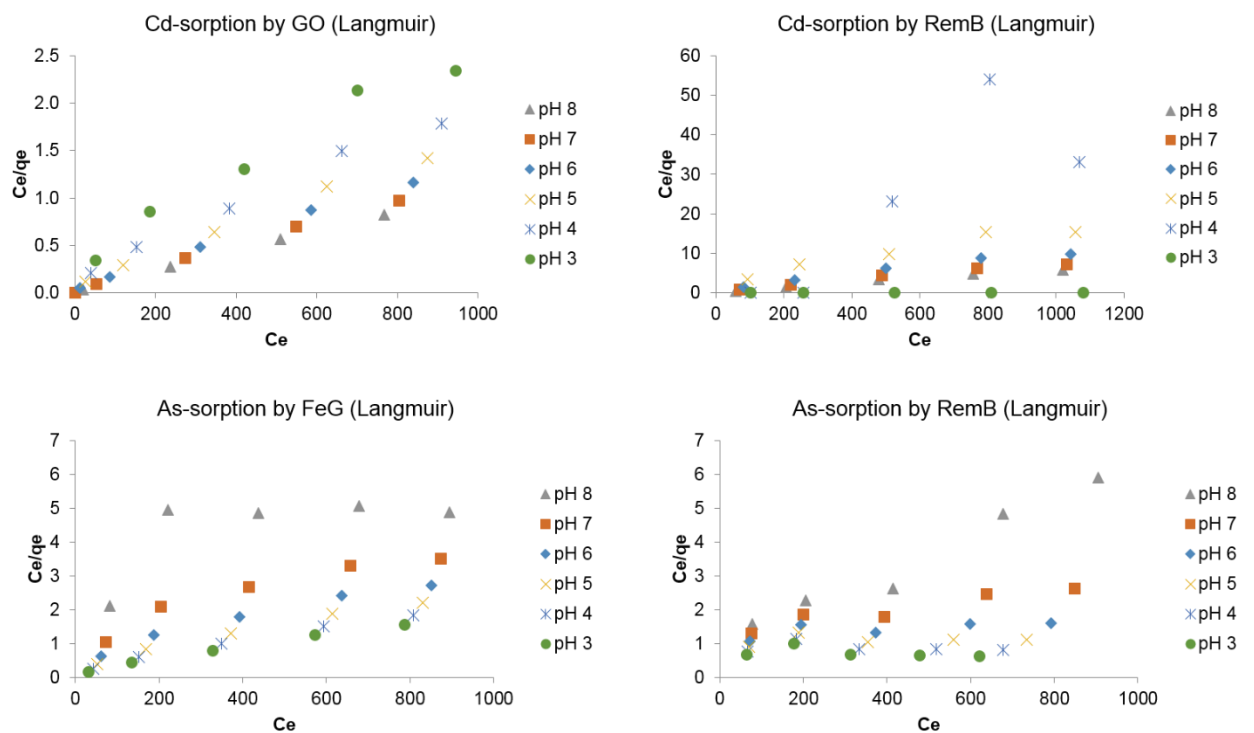 Cd-sorption by GO (Langmuir)
2.5
2.0
1.5
1.0
0.5
0.0
Ce/qe
0
200
400
600
800
1000
Ce
pH 8
pH 7
pH 6
pH 5
pH 4
pH 3
Cd-sorption by RemB (Langmuir)
60
50
40
30
20
10
0
Ce/qe
0
200
400
600
800
1000
1200
Ce
pH 8
pH 7
pH 6
pH 5
pH 4
pH 3
As-sorption by FeG (Langmuir)
7
6
5
4
3
2
1
0
Ce/qe
0
200
400
600
800
1000
Ce
pH 8
pH 7
pH 6
pH 5
pH 4
pH 3
As-sorption by RemB (Langmuir)
7
6
5
4
3
2
1
0
Ce/qe
0
200
400
600
800
1000
Ce
pH 8
pH 7
pH 6
pH 5
pH 4
pH 3